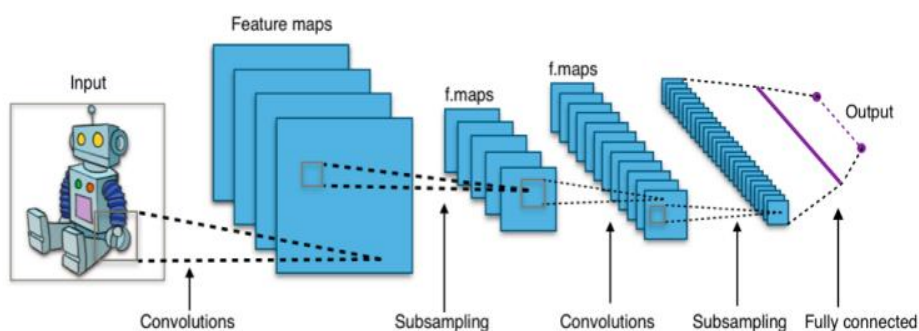 Feature maps
Input
f.maps
f.maps
Output
Convolutions
Subsampling
Convolutions
Subsampling
Fully connected